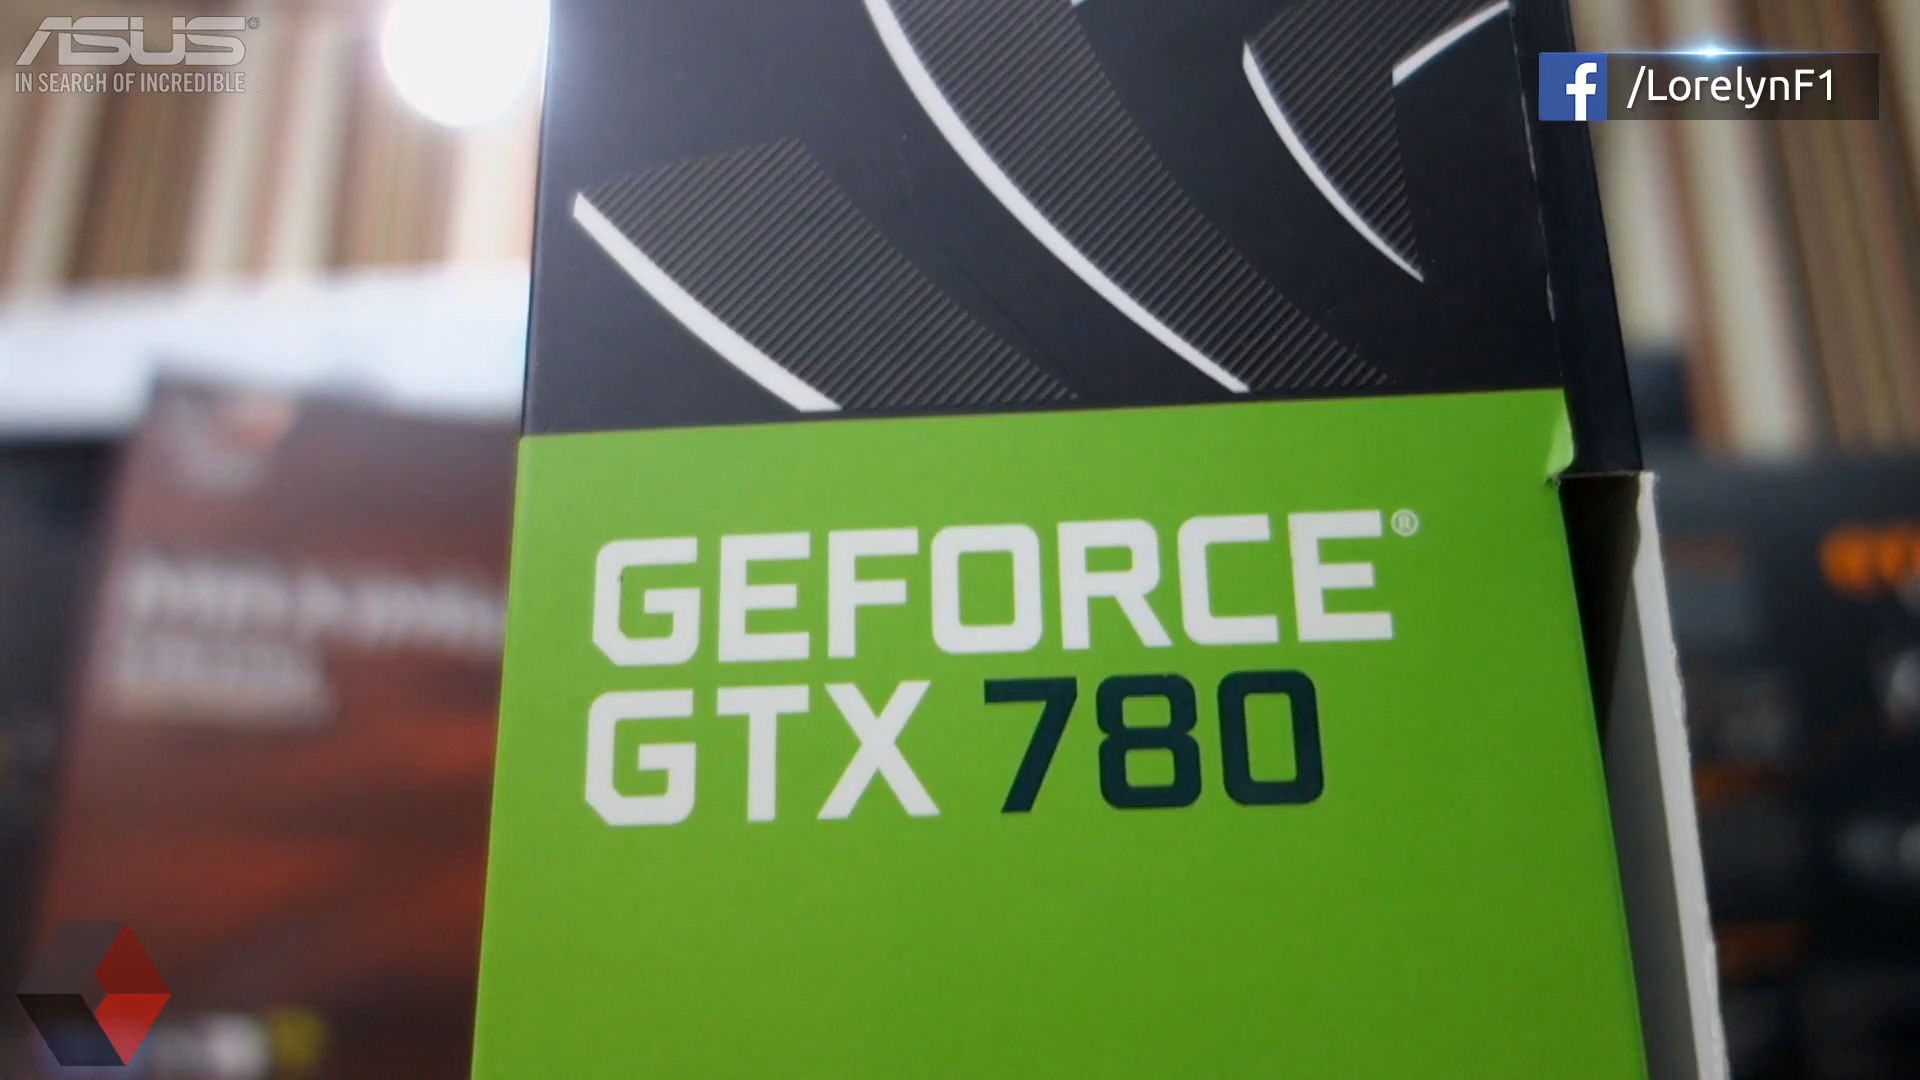 ASUS®
IN SEARCH OF INCREDIBLE
/LorelynF1
GEFORCE®
GTX 780